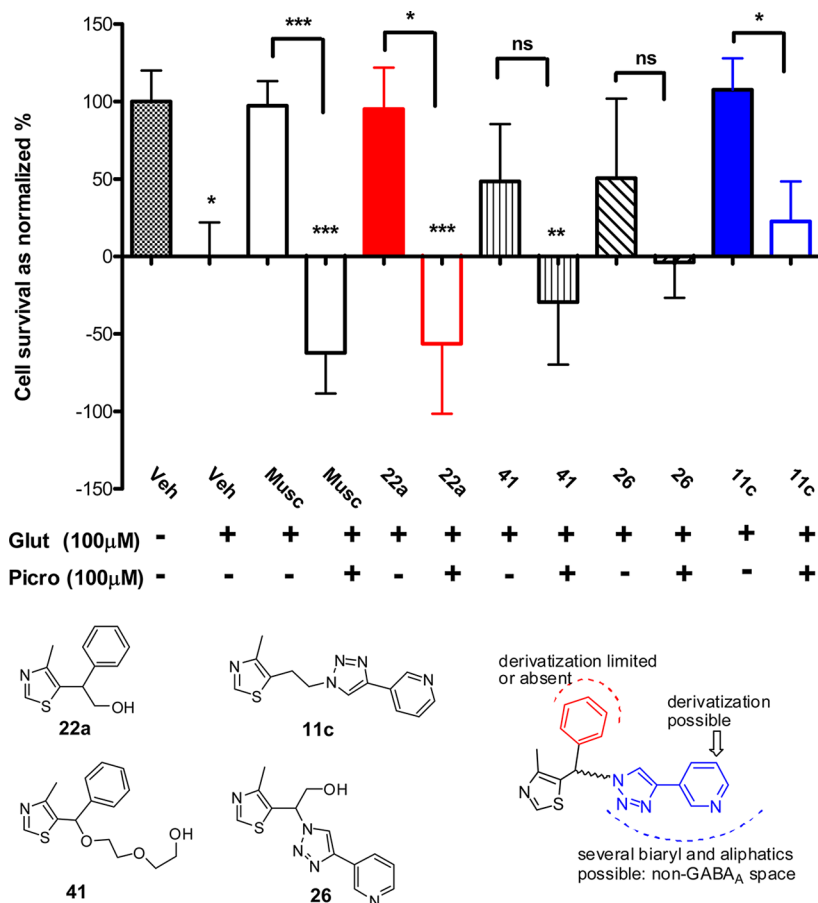 150
100
50
0
-50
-100
-150
Cell survival as normalized %
*
***
***
*
***
ns
**
ns
*
Veh Veh Musc Musc 22a 22a 41 41 26 26 11c 11c
Glut (100μM) - + + + + + + + + + + +
Picro (100μM) - - - + - + - + - + - +
N
S
OH
22a
N
S
N=N
N
N
11c
derivatization limited
or absent
derivatization
possible
N
S
N
N=N
N
several biaryl and aliphatics
possible: non-GABA_A space
N
S
O
O
OH
41
OH
N
S
N
N=N
N
26